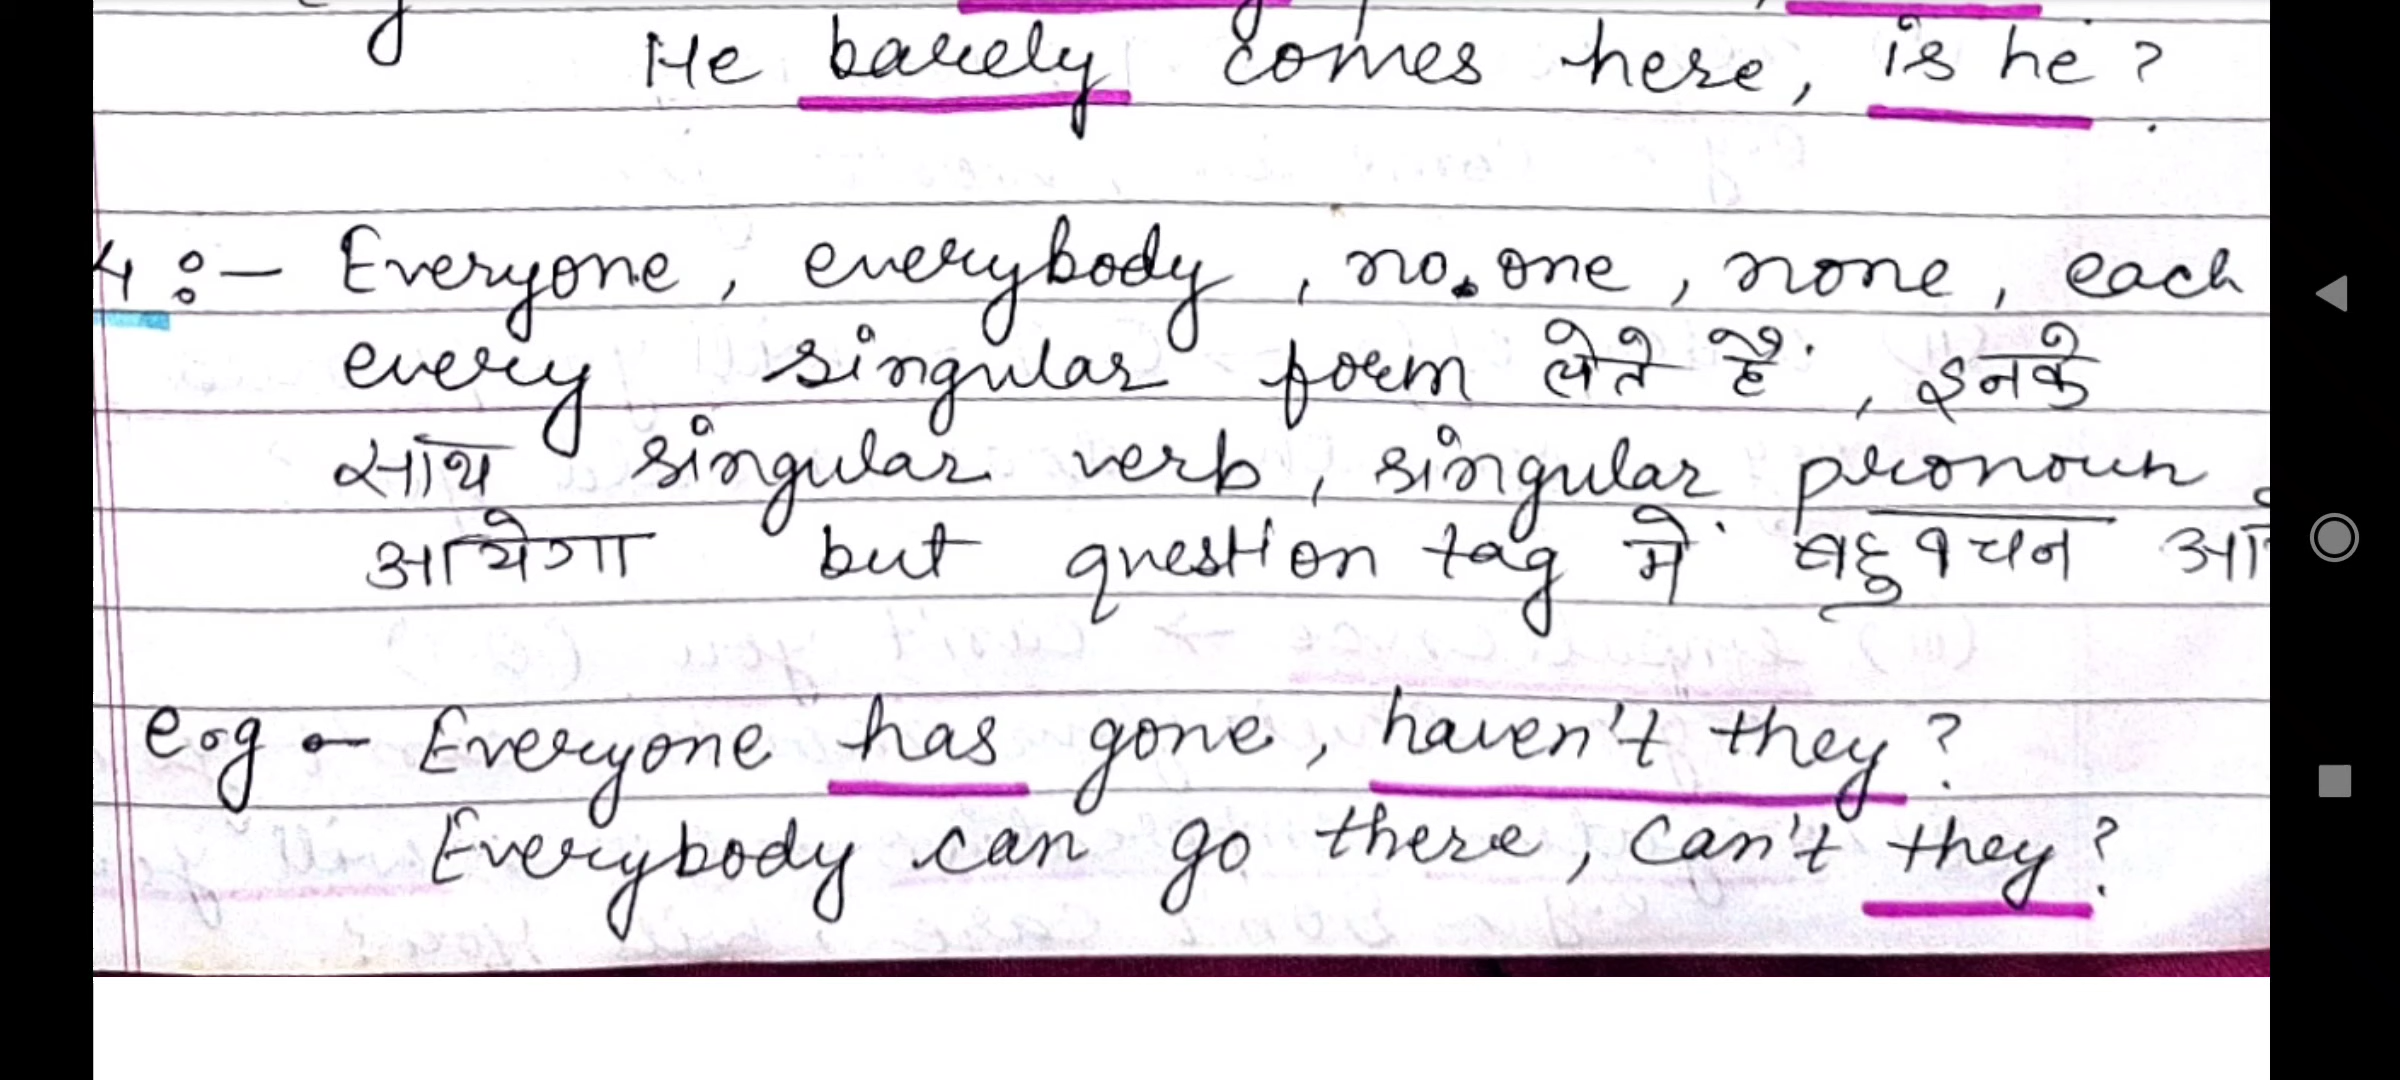 He barely comes here, is he?
4:- Everyone, everybody, no. one, none, each
every singular form लेते हैं, इनके
साथ singular verb, singular pronoun
आयेगा but question tag में बहुवचन
e.g - Everyone has gone, haven't they?
Everybody can go there, can't they?